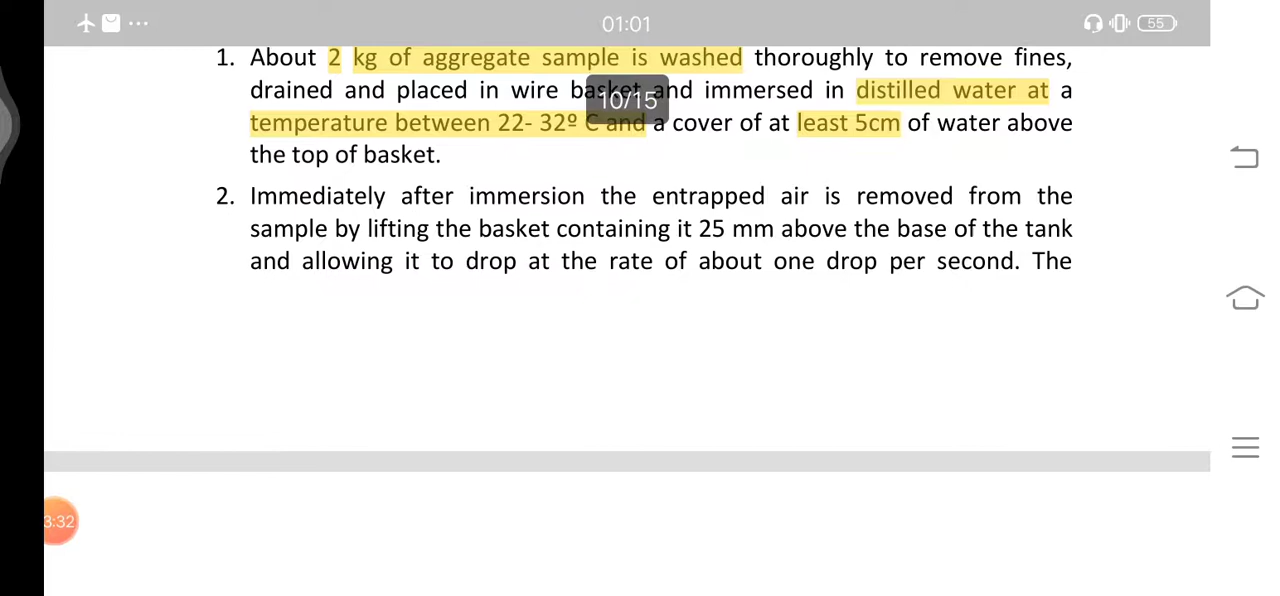 01:01
55
1. About 2 kg of aggregate sample is washed thoroughly to remove fines,
drained and placed in wire basket and immersed in distilled water at a
10/15
temperature between 22- 32º C and a cover of at least 5cm of water above
the top of basket.
2. Immediately after immersion the entrapped air is removed from the
sample by lifting the basket containing it 25 mm above the base of the tank
and allowing it to drop at the rate of about one drop per second. The
3:32